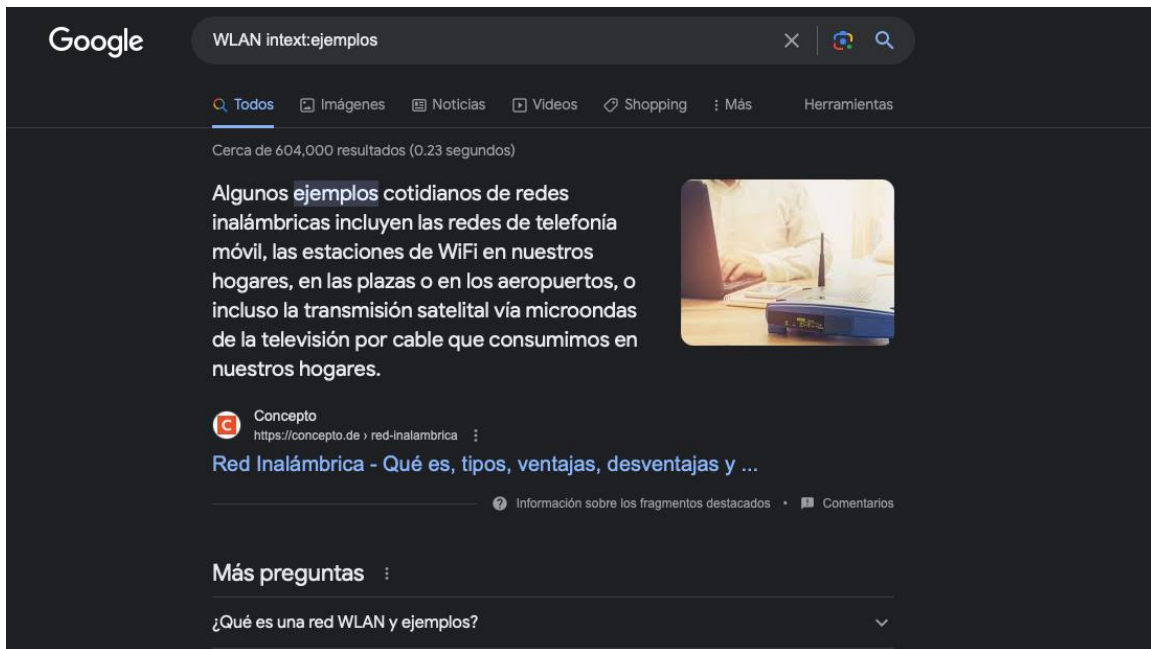 Google
WLAN intext:ejemplos
Todos
Imágenes
Noticias
Videos
Shopping
Más
Herramientas
Cerca de 604,000 resultados (0.23 segundos)
Algunos ejemplos cotidianos de redes
inalámbricas incluyen las redes de telefonía
móvil, las estaciones de WiFi en nuestros
hogares, en las plazas o en los aeropuertos, o
incluso la transmisión satelital vía microondas
de la televisión por cable que consumimos en
nuestros hogares.
Concepto
https://concepto.de › red-inalambrica
Red Inalámbrica - Qué es, tipos, ventajas, desventajas y ...
Información sobre los fragmentos destacados • Comentarios
Más preguntas
¿Qué es una red WLAN y ejemplos?